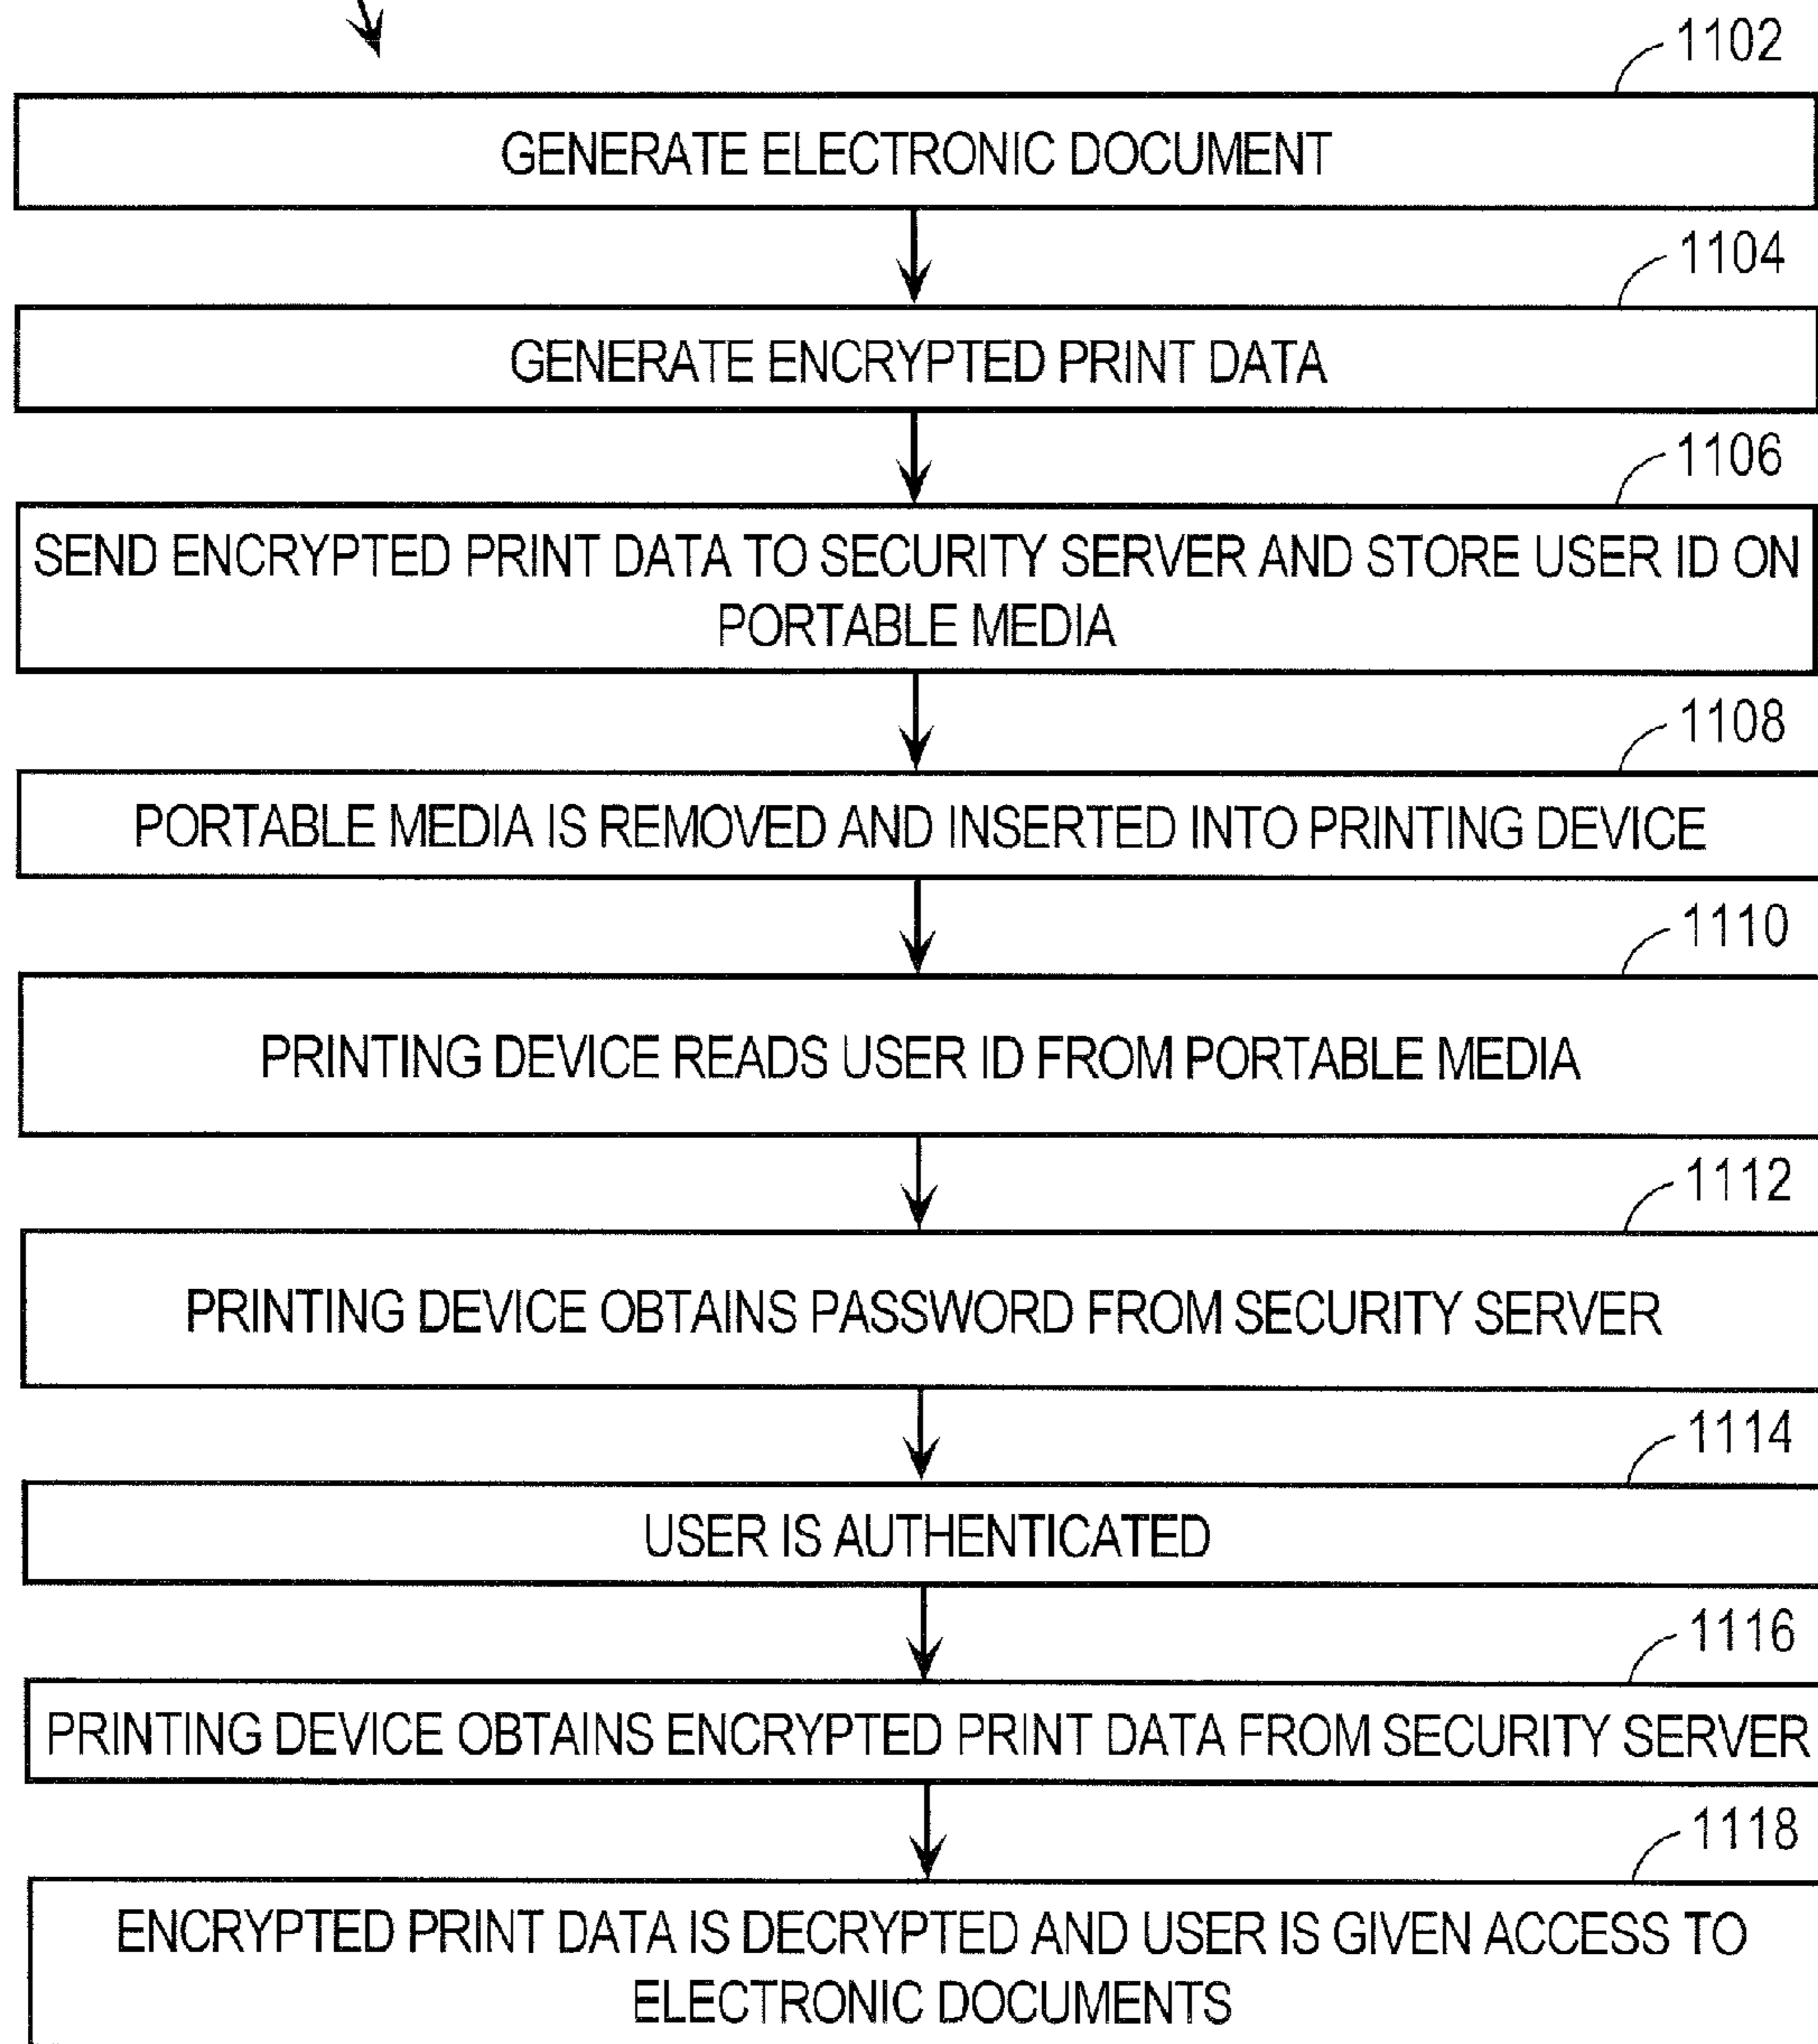 1102
GENERATE ELECTRONIC DOCUMENT
1104
GENERATE ENCRYPTED PRINT DATA
1106
SEND ENCRYPTED PRINT DATA TO SECURITY SERVER AND STORE USER ID ON
PORTABLE MEDIA
1108
PORTABLE MEDIA IS REMOVED AND INSERTED INTO PRINTING DEVICE
1110
PRINTING DEVICE READS USER ID FROM PORTABLE MEDIA
1112
PRINTING DEVICE OBTAINS PASSWORD FROM SECURITY SERVER
1114
USER IS AUTHENTICATED
1116
PRINTING DEVICE OBTAINS ENCRYPTED PRINT DATA FROM SECURITY SERVER
1118
ENCRYPTED PRINT DATA IS DECRYPTED AND USER IS GIVEN ACCESS TO
ELECTRONIC DOCUMENTS